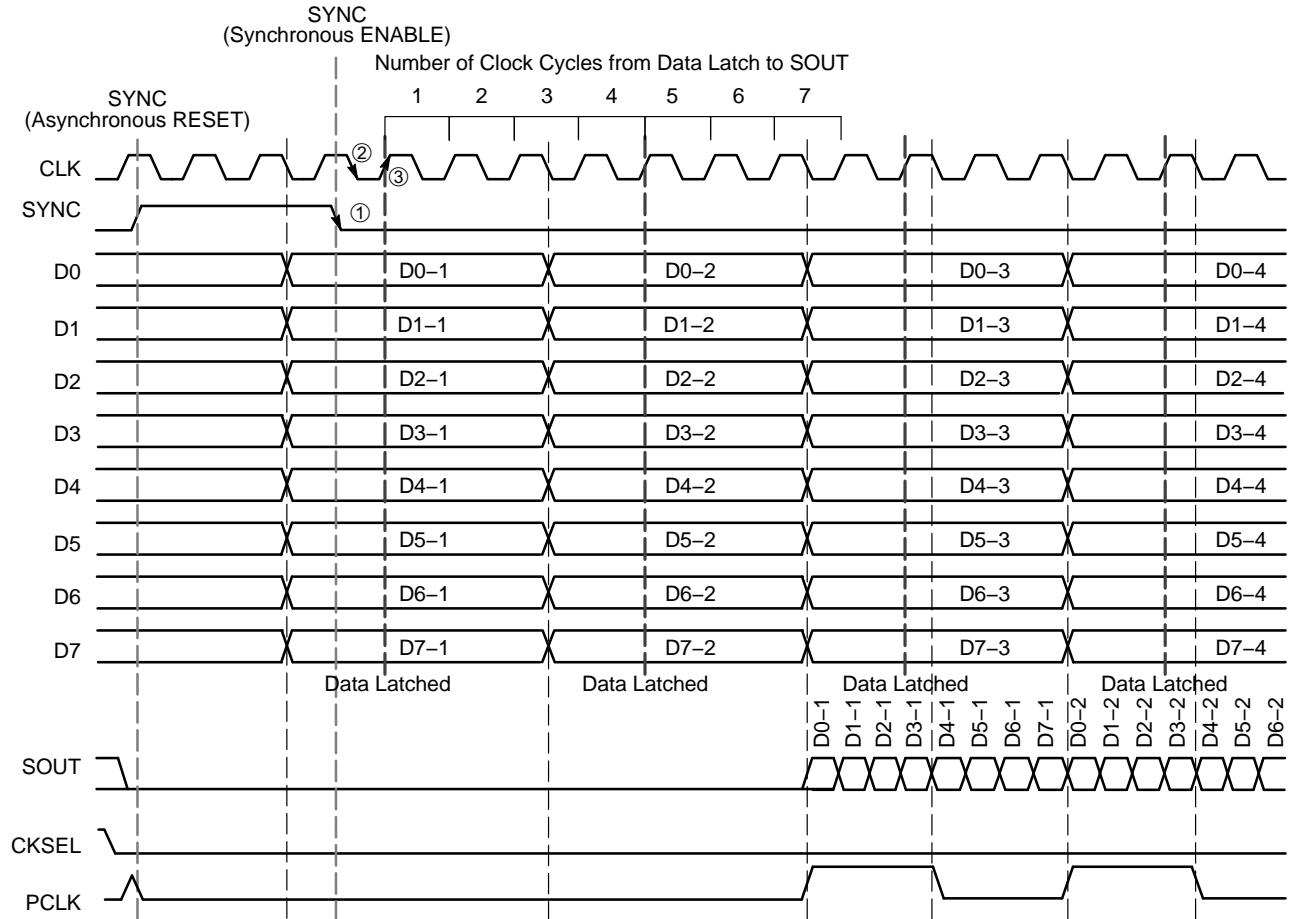 SYNC
(Synchronous ENABLE)
Number of Clock Cycles from Data Latch to SOUT
SYNC
(Asynchronous RESET)
1 2 3 4 5 6 7
CLK ② ③
SYNC ①
D0 D0–1 D0–2 D0–3 D0–4
D1 D1–1 D1–2 D1–3 D1–4
D2 D2–1 D2–2 D2–3 D2–4
D3 D3–1 D3–2 D3–3 D3–4
D4 D4–1 D4–2 D4–3 D4–4
D5 D5–1 D5–2 D5–3 D5–4
D6 D6–1 D6–2 D6–3 D6–4
D7 D7–1 D7–2 D7–3 D7–4
Data Latched Data Latched Data Latched Data Latched
D0–1 D1–1 D2–1 D3–1 D4–1 D5–1 D6–1 D7–1 D0–2 D1–2 D2–2 D3–2 D4–2 D5–2 D6–2
SOUT
CKSEL
PCLK